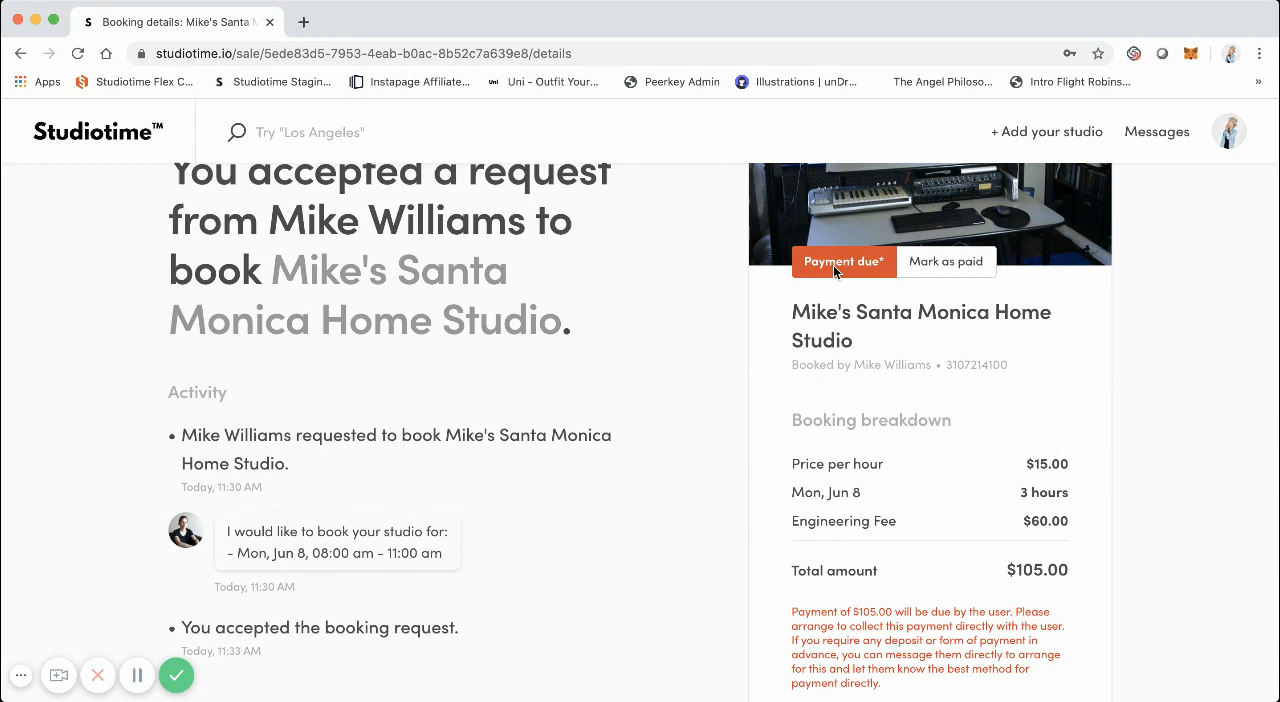 S Booking details: Mike's Santa M
studiotime.io/sale/5ede83d5-7953-4eab-b0ac-8b52c7a639e8/details
Apps Studiotime Flex C... S Studiotime Stagin... Instapage Affiliate... Uni Uni - Outfit Your... Peerkey Admin Illustrations | unDr... The Angel Philoso... Intro Flight Robins... »
Studiotime™ Try "Los Angeles" + Add your studio Messages
You accepted a request
from Mike Williams to
book Mike's Santa
Monica Home Studio.
Activity
• Mike Williams requested to book Mike's Santa Monica
Home Studio.
Today, 11:30 AM
I would like to book your studio for:
- Mon, Jun 8, 08:00 am - 11:00 am
Today, 11:30 AM
• You accepted the booking request.
Today, 11:33 AM
Payment due* Mark as paid
Mike's Santa Monica Home
Studio
Booked by Mike Williams • 3107214100
Booking breakdown
Price per hour $15.00
Mon, Jun 8 3 hours
Engineering Fee $60.00
Total amount $105.00
Payment of $105.00 will be due by the user. Please
arrange to collect this payment directly with the user.
If you require any deposit or form of payment in
advance, you can message them directly to arrange
for this and let them know the best method for
payment directly.